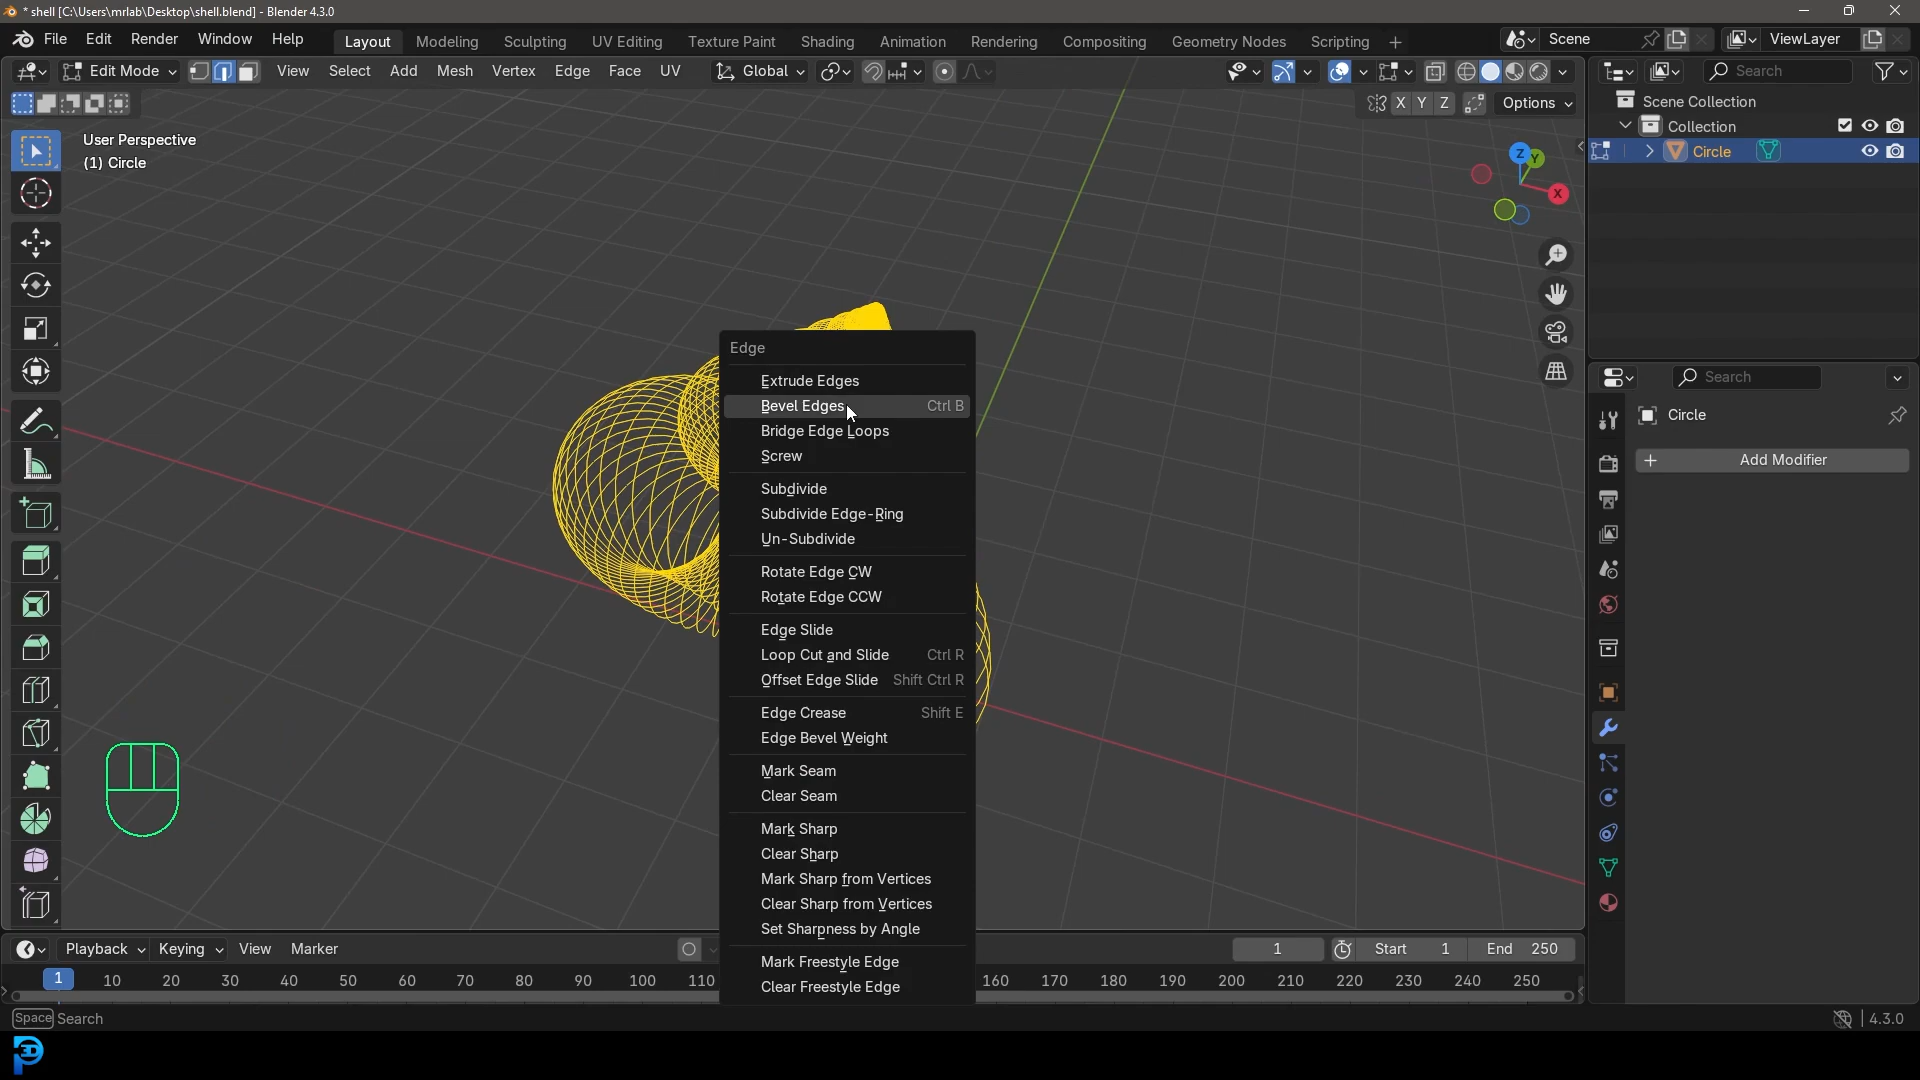 * shell [C:\Users\mrlab\Desktop\shell.blend] - Blender 4.3.0
File Edit Render Window Help Layout Modeling Sculpting UV Editing Texture Paint Shading Animation Rendering Compositing Geometry Nodes Scripting + Scene ViewLayer
Edit Mode View Select Add Mesh Vertex Edge Face UV Global Search
X Y Z Options
User Perspective
(1) Circle
Scene Collection
Collection
Circle
Z Y
X
Search
Circle
+ Add Modifier
Edge
Extrude Edges
Bevel Edges Ctrl B
Bridge Edge Loops
Screw
Subdivide
Subdivide Edge-Ring
Un-Subdivide
Rotate Edge CW
Rotate Edge CCW
Edge Slide
Loop Cut and Slide Ctrl R
Offset Edge Slide Shift Ctrl R
Edge Crease Shift E
Edge Bevel Weight
Mark Seam
Clear Seam
Mark Sharp
Clear Sharp
Mark Sharp from Vertices
Clear Sharp from Vertices
Set Sharpness by Angle
Mark Freestyle Edge
Clear Freestyle Edge
Playback Keying View Marker 1 Start 1 End 250
1 10 20 30 40 50 60 70 80 90 100 110 160 170 180 190 200 210 220 230 240 250
Space Search 4.3.0
3D